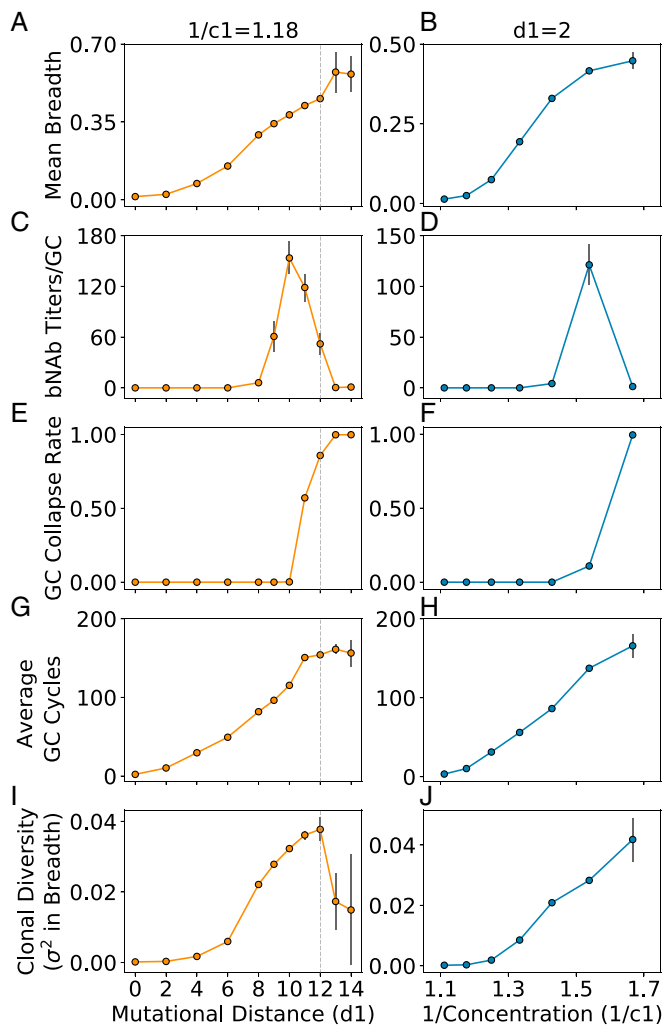 A
1/c1=1.18
B
d1=2
Mean Breadth
0.70
0.35
0.00
0.50
0.25
0.00
C
D
bNAb Titers/GC
180
120
60
0
150
100
50
0
E
F
GC Collapse Rate
1.00
0.50
0.00
1.00
0.50
0.00
G
H
Average
GC Cycles
200
100
0
200
100
0
I
J
Clonal Diversity
(σ² in Breadth)
0.04
0.02
0.00
0.04
0.02
0.00
0 2 4 6 8 10 12 14
1.1 1.3 1.5 1.7
Mutational Distance (d1)
1/Concentration (1/c1)